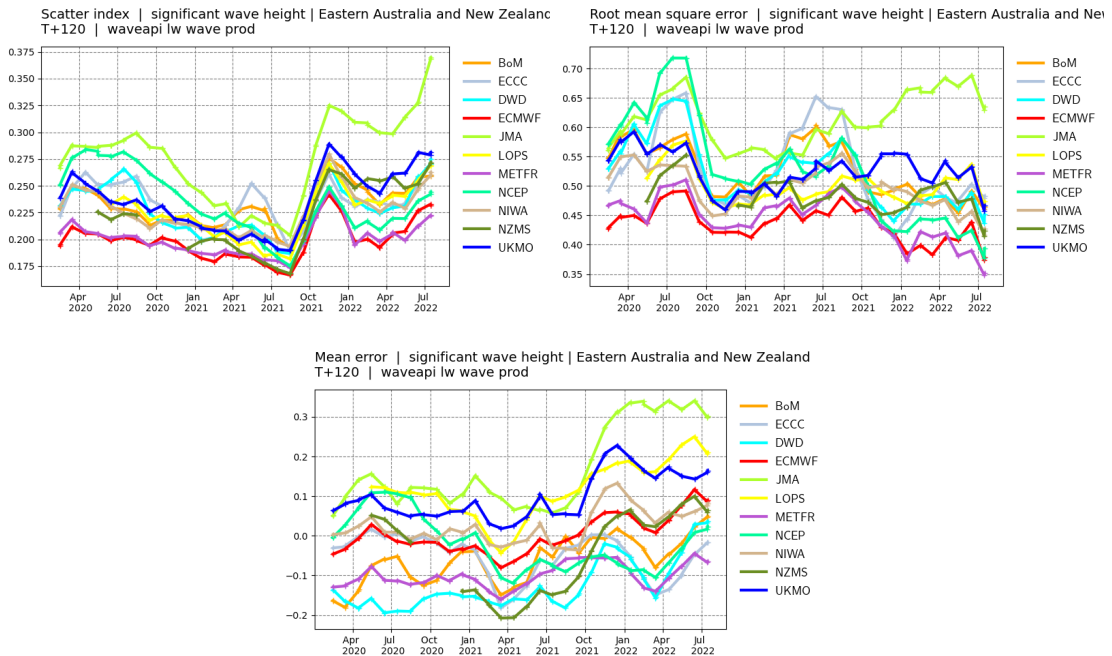 Scatter index | significant wave height | Eastern Australia and New Zealand
T+120 | waveapi lw wave prod
0.375
0.350
0.325
0.300
0.275
0.250
0.225
0.200
0.175
Apr 2020
Jul 2020
Oct 2020
Jan 2021
Apr 2021
Jul 2021
Oct 2021
Jan 2022
Apr 2022
Jul 2022
BoM
ECCC
DWD
ECMWF
JMA
LOPS
METFR
NCEP
NIWA
NZMS
UKMO
Root mean square error | significant wave height | Eastern Australia and New
T+120 | waveapi lw wave prod
0.70
0.65
0.60
0.55
0.50
0.45
0.40
0.35
Apr 2020
Jul 2020
Oct 2020
Jan 2021
Apr 2021
Jul 2021
Oct 2021
Jan 2022
Apr 2022
Jul 2022
BoM
ECCC
DWD
ECMWF
JMA
LOPS
METFR
NCEP
NIWA
NZMS
UKMO
Mean error | significant wave height | Eastern Australia and New Zealand
T+120 | waveapi lw wave prod
0.3
0.2
0.1
0.0
−0.1
−0.2
Apr 2020
Jul 2020
Oct 2020
Jan 2021
Apr 2021
Jul 2021
Oct 2021
Jan 2022
Apr 2022
Jul 2022
BoM
ECCC
DWD
ECMWF
JMA
LOPS
METFR
NCEP
NIWA
NZMS
UKMO